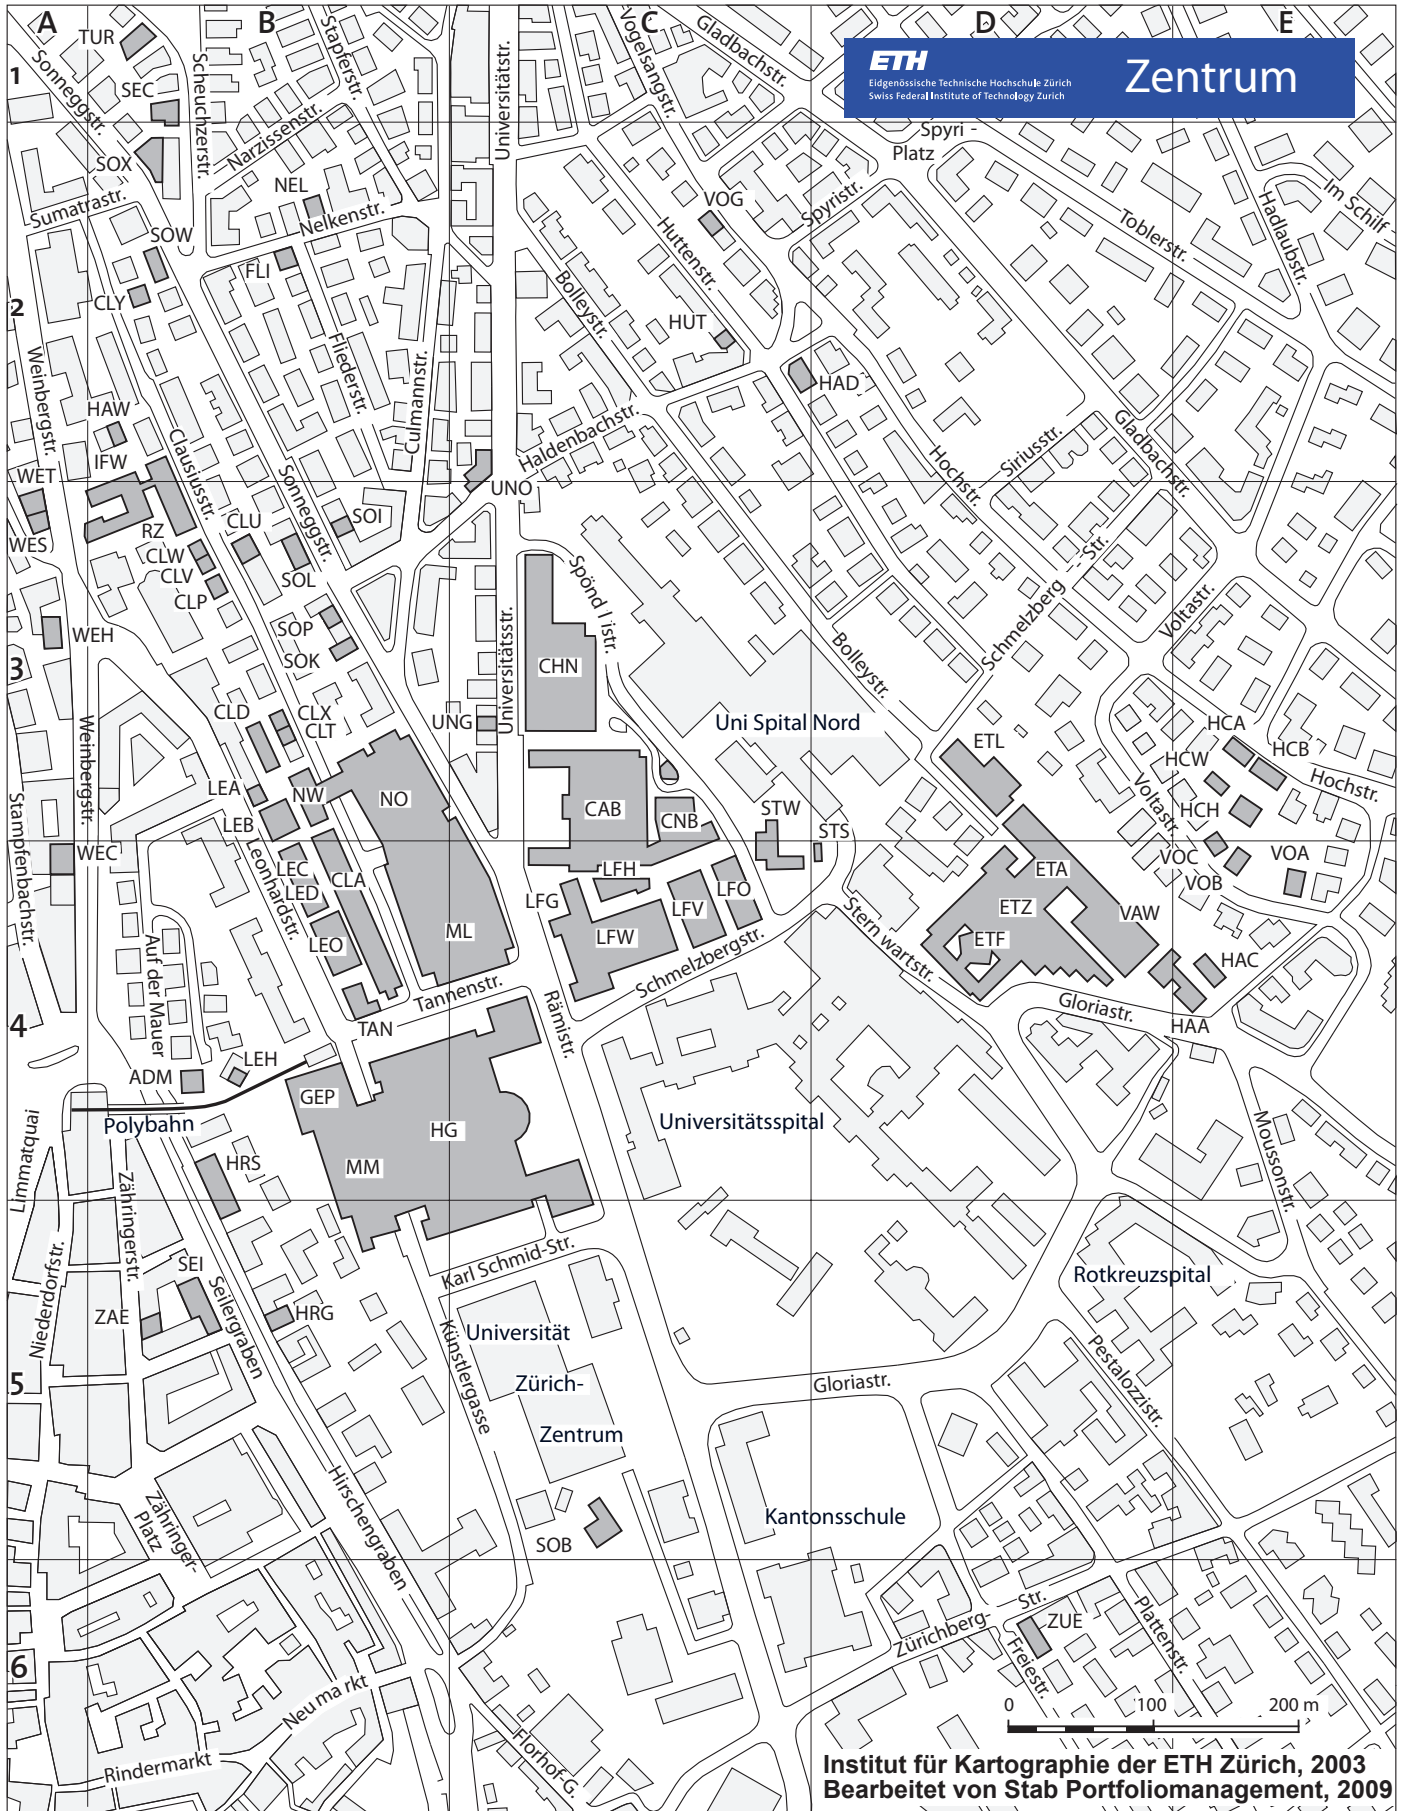 A
B
C
D
E
ETH
Eidgenössische Technische Hochschule Zürich
Swiss Federal Institute of Technology Zurich
Zentrum
1
TUR
SEC
Sonneggstr.
Scheuchzerstr.
Stapferstr.
Universitätstr.
Vogelsangstr.
Gladbachstr.
Spyri -
Platz
SOX
Narzissenstr.
NEL
Nelkenstr.
Sumatrastr.
SOW
FLI
CLY
VOG
Spyristr.
Huttenstr.
Toblerstr.
Hadlaubstr.
Im Schilf -
2
Bolleystr.
HUT
HAD
Weinbergstr.
Fliederstr.
Culmannstr.
Haldenbachstr.
HAW
IFW
Clausiusstr.
Sonneggstr.
UNO
Hochstr.
Siriusstr.
Gladbachstr.
WET
WES
RZ
CLU
SOI
CLW
CLV
CLP
SOL
Spönd l istr.
Schmelzberg - Str.
Voltastr.
WEH
SOP
SOK
3
Universitätsstr.
CHN
Bolleystr.
CLD
CLX
CLT
UNG
Uni Spital Nord
HCA
HCB
HCW
HCH
Hochstr.
Voltastr.
ETL
Weinbergstr.
LEA
NW
NO
CAB
CNB
STW
STS
LEB
Stampfenbachstr.
WEC
LEC
LED
CLA
LFH
LFG
LFO
LFV
LFW
ETA
ETZ
ETF
VAW
VOC
VOB
VOA
Leonhardstr.
LEO
ML
Auf der Mauer
Schmelzbergstr.
Stern wartstr.
HAC
HAA
Gloriastr.
Tannenstr.
TAN
Rämistr.
4
ADM
LEH
GEP
HG
MM
Polybahn
Universitätsspital
Moussonstr.
Limmatquai
HRS
Zähringerstr.
Niederdorfstr.
SEI
ZAE
Seilergraben
HRG
Karl Schmid-Str.
Rotkreuzspital
Künstlergasse
Universität
Zürich-
Zentrum
5
Gloriastr.
Pestalozzistr.
Hirschengraben
Zähringer-
Platz
SOB
Kantonsschule
Zürichberg-
Str.
ZUE
Freiestr.
Plattenstr.
6
Neu ma rkt
Rindermarkt
Florhof-G.
0
100
200 m
Institut für Kartographie der ETH Zürich, 2003
Bearbeitet von Stab Portfoliomanagement, 2009